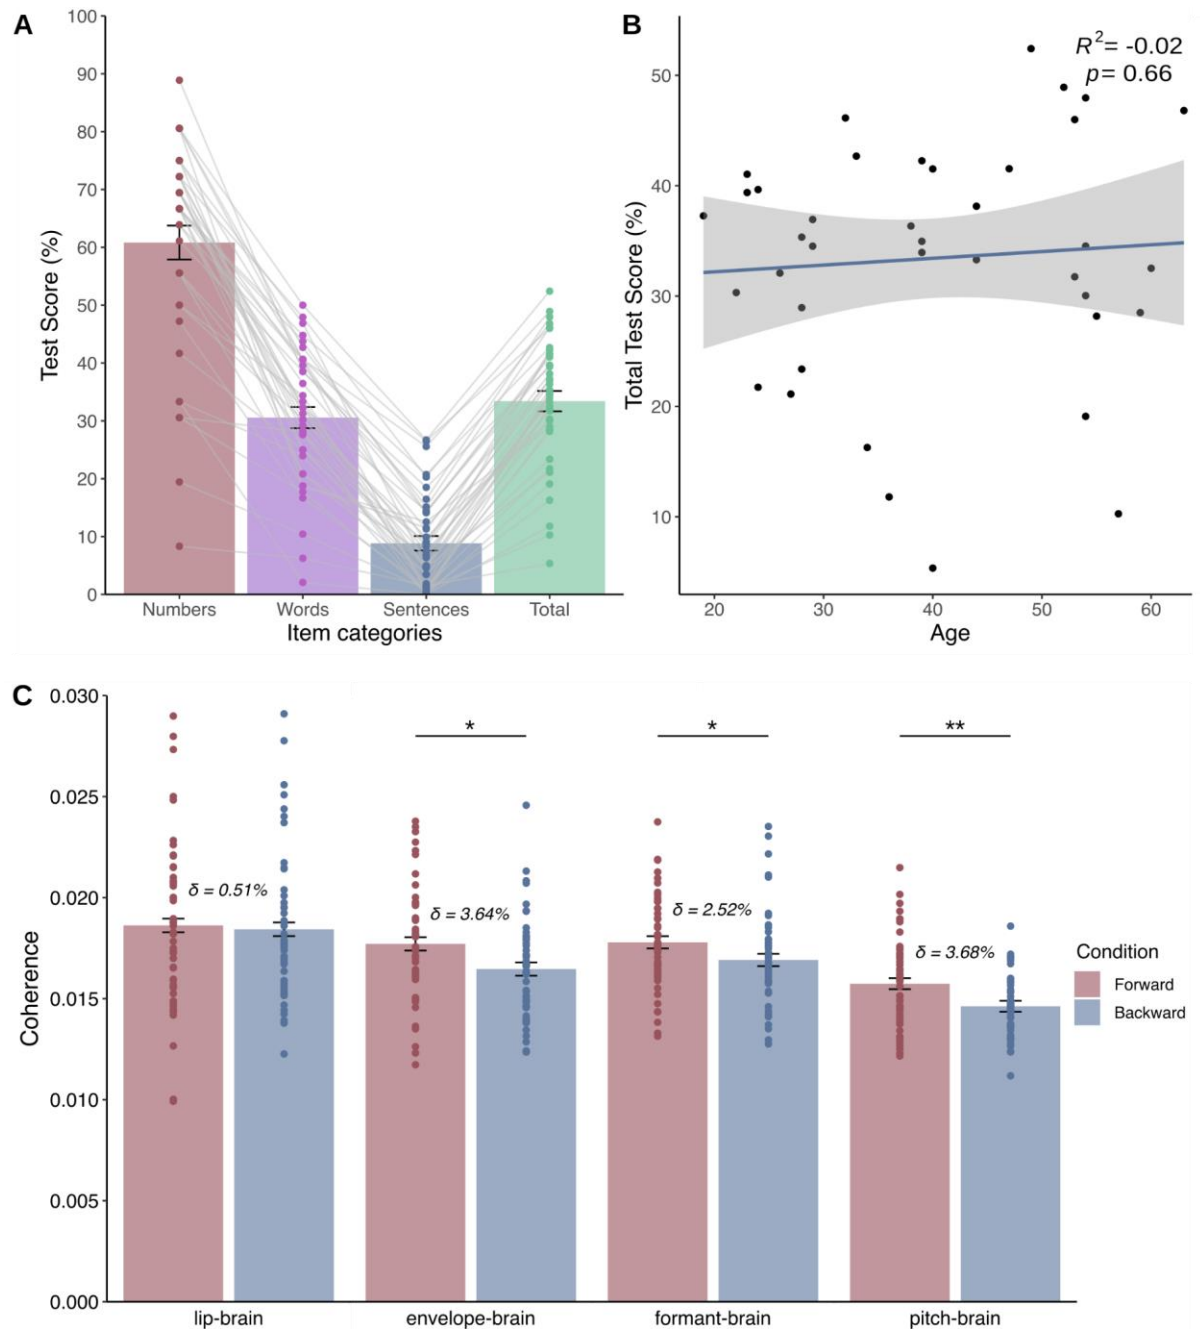 A
100
90
80
70
60
50
40
30
20
10
0
Test Score (%)
Numbers
Words
Sentences
Total
Item categories
B
R2= -0.02
p= 0.66
50
40
30
20
10
Total Test Score (%)
20
30
40
50
60
Age
C
0.030
0.025
0.020
0.015
0.010
0.005
0.000
Coherence
*
*
**
δ = 0.51%
δ = 3.64%
δ = 2.52%
δ = 3.68%
Condition
Forward
Backward
lip-brain
envelope-brain
formant-brain
pitch-brain